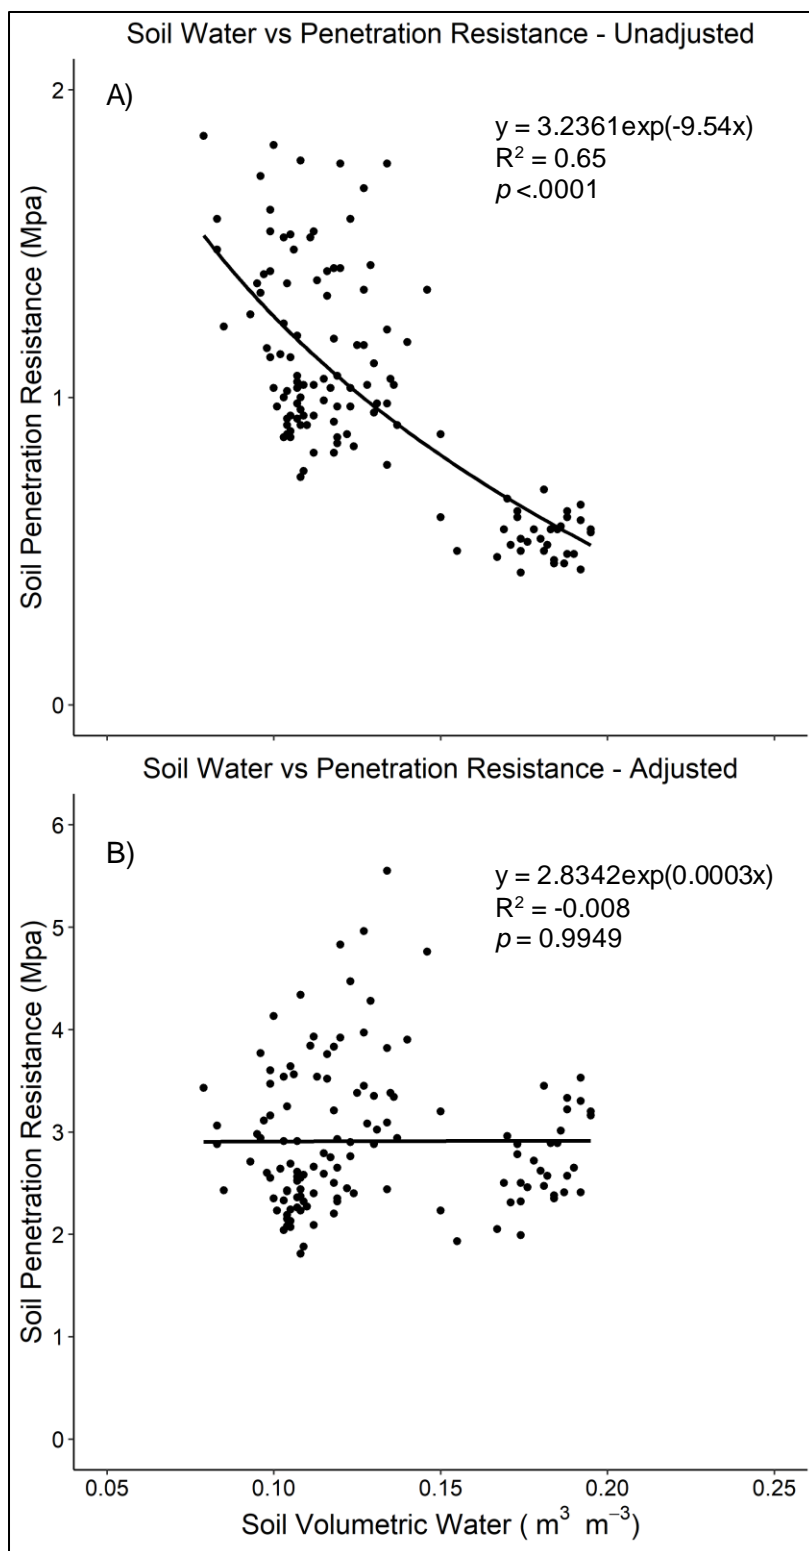 Soil Water vs Penetration Resistance - Unadjusted
A)
y = 3.2361exp(-9.54x)
R² = 0.65
p <.0001
Soil Penetration Resistance (Mpa)
2
1
0
Soil Water vs Penetration Resistance - Adjusted
B)
y = 2.8342exp(0.0003x)
R² = -0.008
p = 0.9949
Soil Penetration Resistance (Mpa)
6
5
4
3
2
1
0
0.05 0.10 0.15 0.20 0.25
Soil Volumetric Water ( m³ m⁻³)